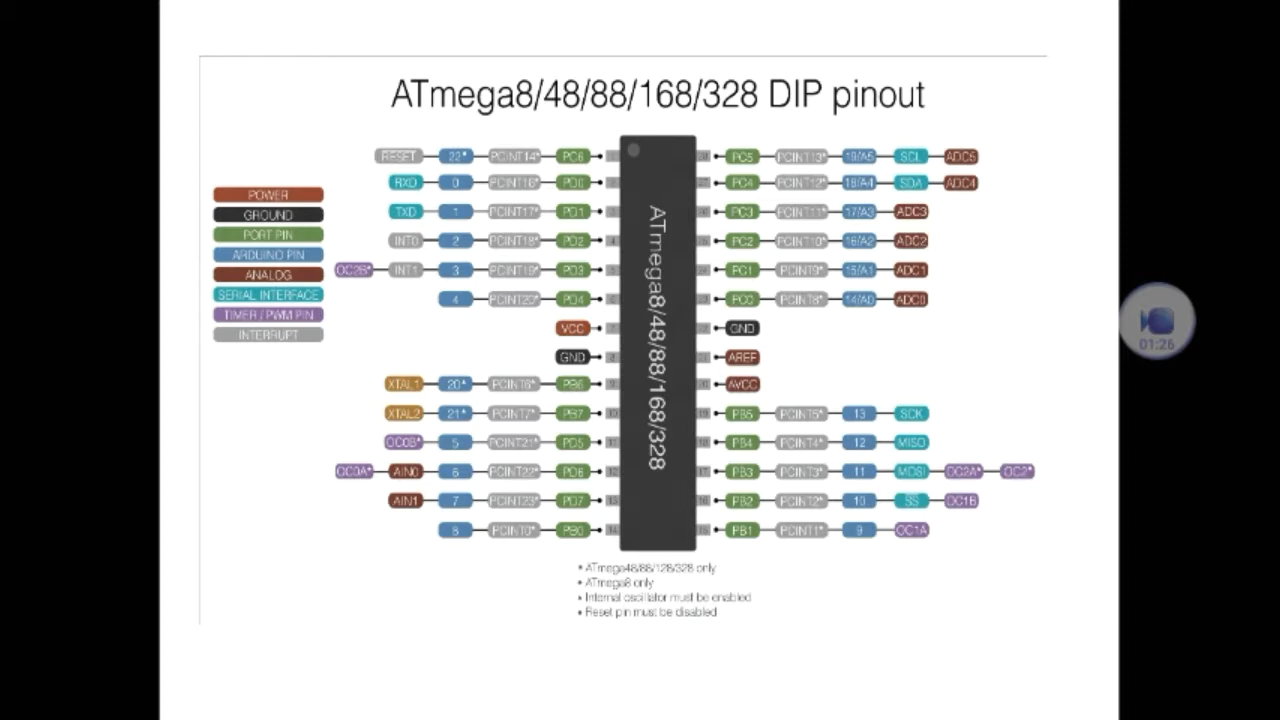 ATmega8/48/88/168/328 DIP pinout
RESET 22* PCINT14* PC6 PC5 PCINT13* 19/A5 SCL ADC5
RXD 0 PCINT16* PD0 PC4 PCINT12* 18/A4 SDA ADC4
POWER
TXD 1 PCINT17* PD1 PC3 PCINT11* 17/A3 ADC3
GROUND
PORT PIN
INT0 2 PCINT18* PD2 PC2 PCINT10* 16/A2 ADC2
ARDUINO PIN
ANALOG
OC2B* INT1 3 PCINT19* PD3 PC1 PCINT9* 15/A1 ADC1
SERIAL INTERFACE
4 PCINT20* PD4 PC0 PCINT8* 14/A0 ADC0
TIMER / PWM PIN
INTERRUPT
VCC GND
GND AREF
XTAL1 20* PCINT6* PB6 AVCC
XTAL2 21* PCINT7* PB7 PB5 PCINT5* 13 SCK
OC0B* 5 PCINT21* PD5 PB4 PCINT4* 12 MISO
OC0A* AIN0 6 PCINT22* PD6 PB3 PCINT3* 11 MOSI OC2A* OC2*
AIN1 7 PCINT23* PD7 PB2 PCINT2* 10 SS OC1B
8 PCINT0* PB0 PB1 PCINT1* 9 OC1A
ATmega8/48/88/168/328
* ATmega48/88/128/328 only
• ATmega8 only
Internal oscillator must be enabled
• Reset pin must be disabled
01:26